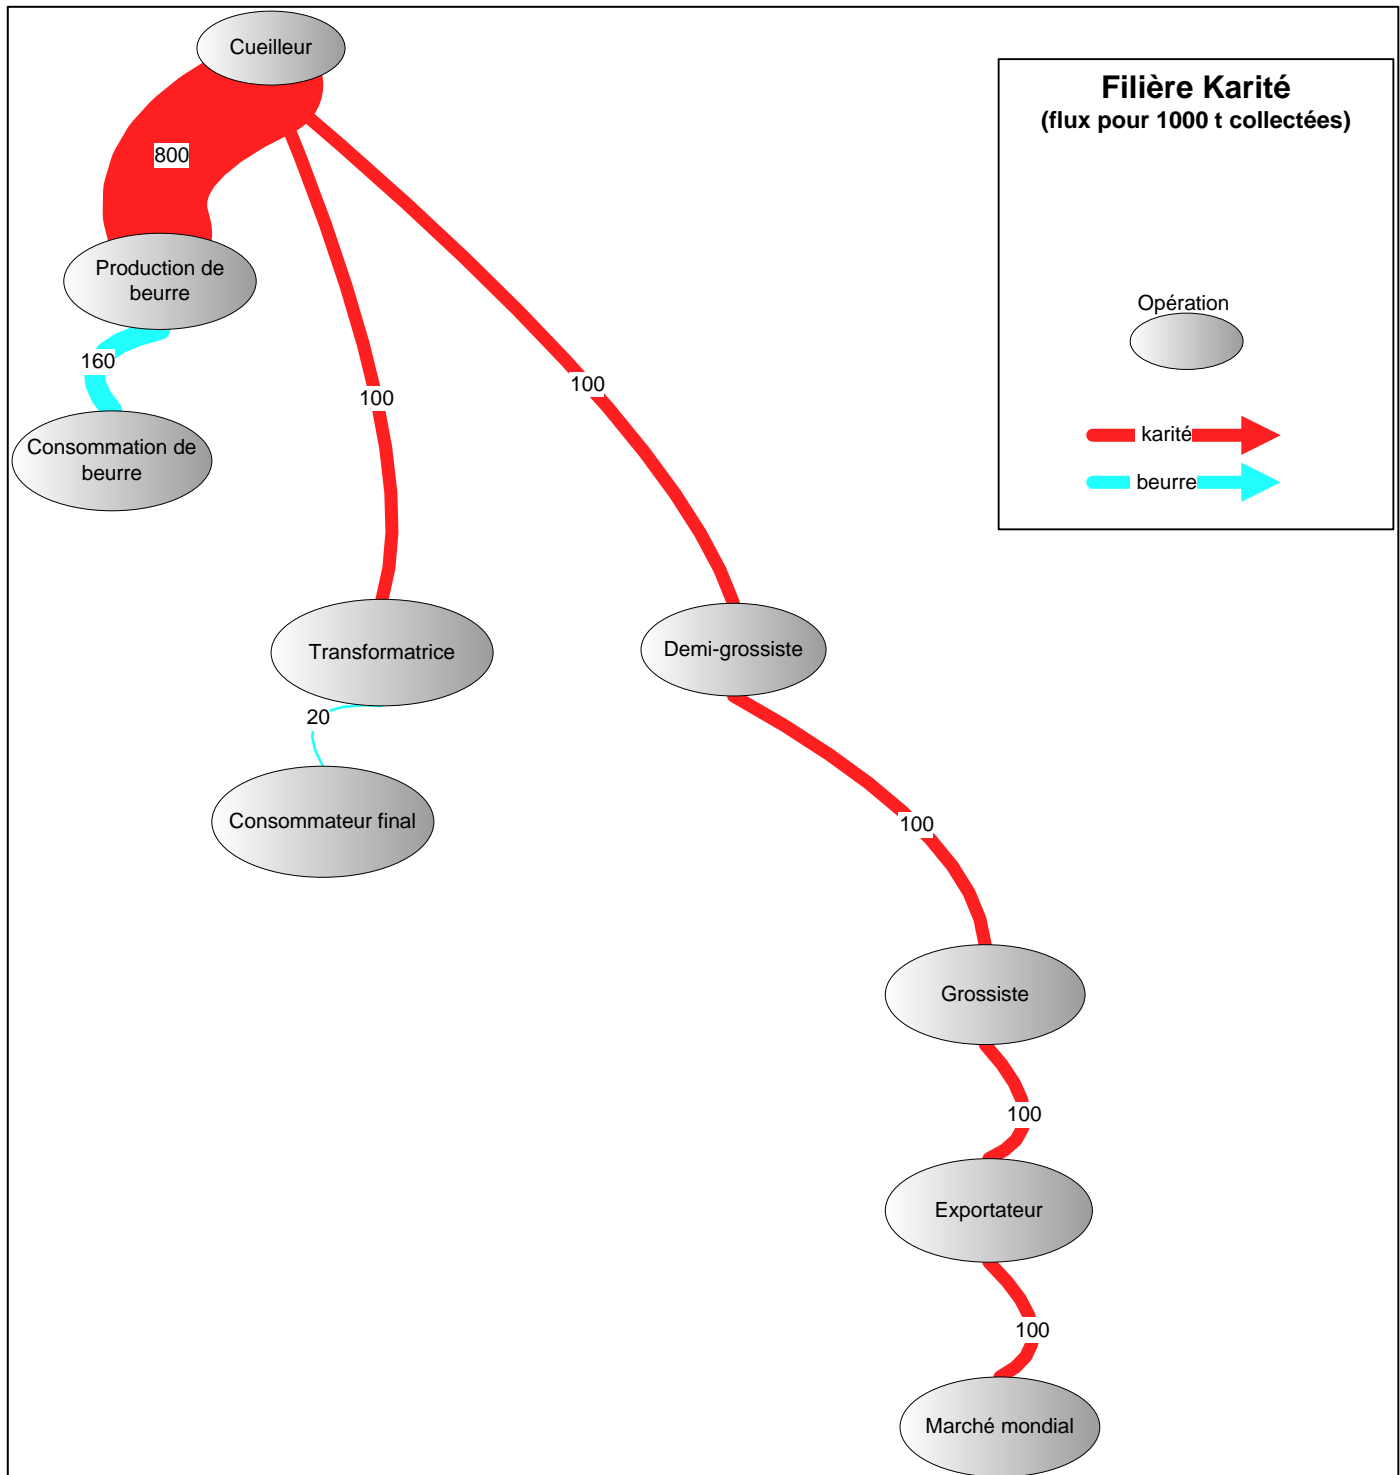 Cueilleur
Filière Karité
(flux pour 1000 t collectées)
800
Production de
beurre
Opération
160
100
100
karité
Consommation de
beurre
beurre
Transformatrice
Demi-grossiste
20
Consommateur final
100
Grossiste
100
Exportateur
100
Marché mondial